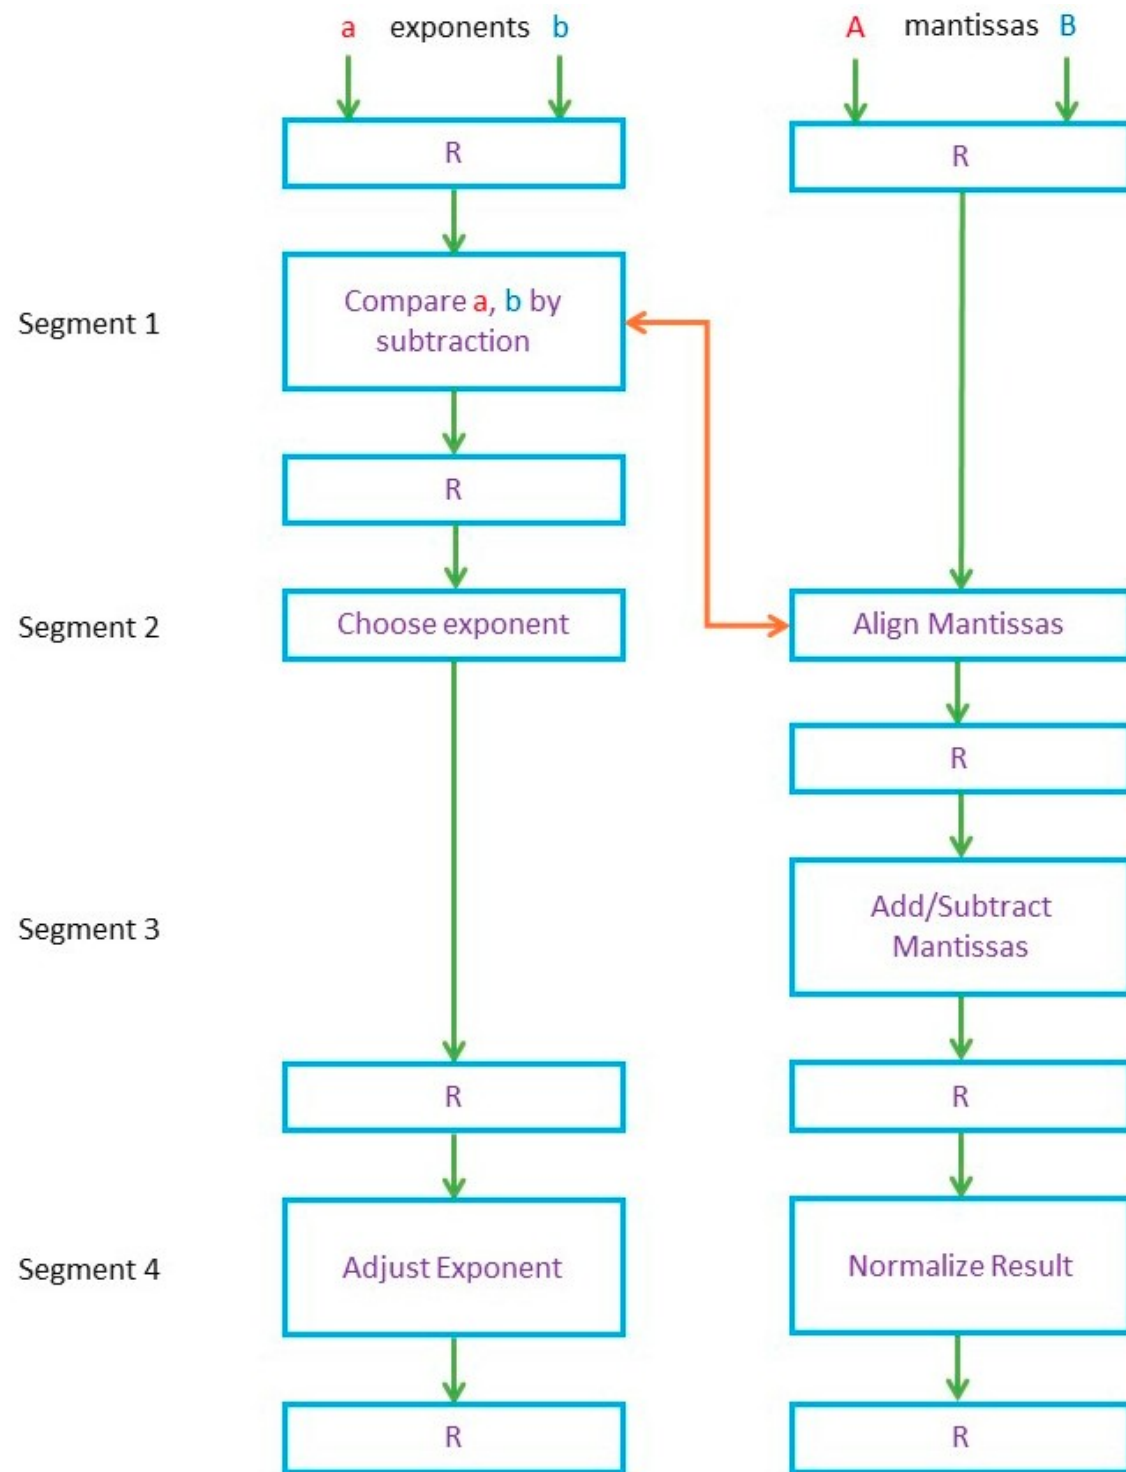 a exponents b
A mantissas B
R
R
Segment 1
Compare a, b by
subtraction
R
Segment 2
Choose exponent
Align Mantissas
R
Segment 3
Add/Subtract
Mantissas
R
R
Segment 4
Adjust Exponent
Normalize Result
R
R